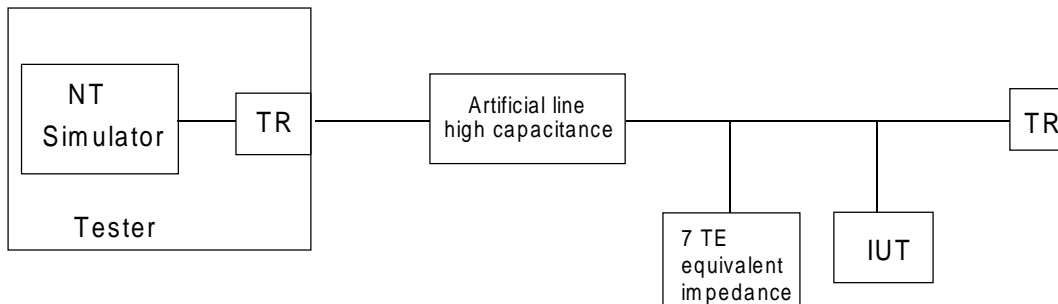 NT
Simulator
TR
Tester
Artificial line
high capacitance
7 TE
equivalent
impedance
IUT
TR